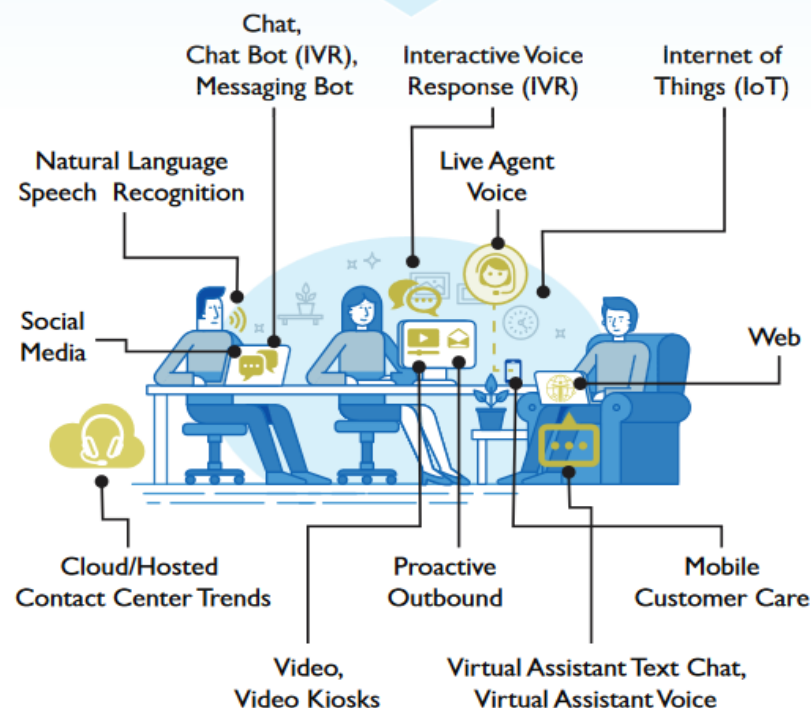 Chat,
Chat Bot (IVR),
Messaging Bot
Interactive Voice
Response (IVR)
Internet of
Things (IoT)
Natural Language
Speech Recognition
Live Agent
Voice
Social
Media
Web
Cloud/Hosted
Contact Center Trends
Proactive
Outbound
Mobile
Customer Care
Video,
Video Kiosks
Virtual Assistant Text Chat,
Virtual Assistant Voice